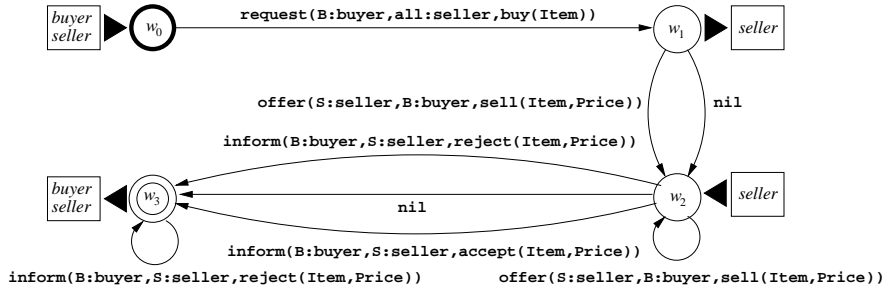 buyer
seller
w0
request(B:buyer,all:seller,buy(Item))
w1
seller
offer(S:seller,B:buyer,sell(Item,Price))
nil
inform(B:buyer,S:seller,reject(Item,Price))
buyer
seller
w3
nil
w2
seller
inform(B:buyer,S:seller,accept(Item,Price))
inform(B:buyer,S:seller,reject(Item,Price))
offer(S:seller,B:buyer,sell(Item,Price))